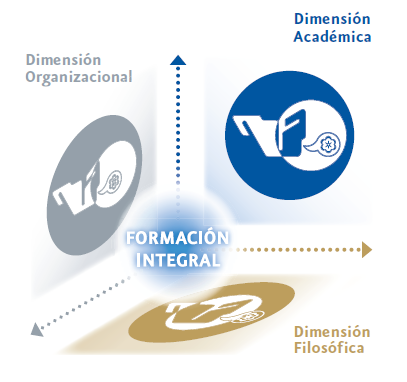 Dimensión
Académica
Dimensión
Organizacional
FORMACIÓN
INTEGRAL
Dimensión
Filosófica